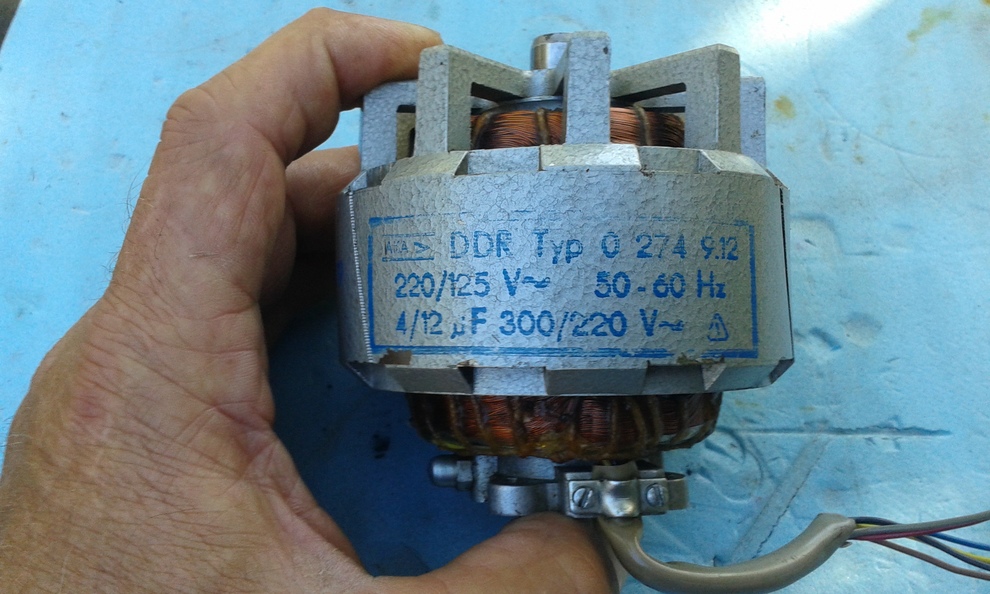 DDR Typ 0 274 9.12
220/125 V~ 50-60 Hz
4/12 µF 300/220 V~